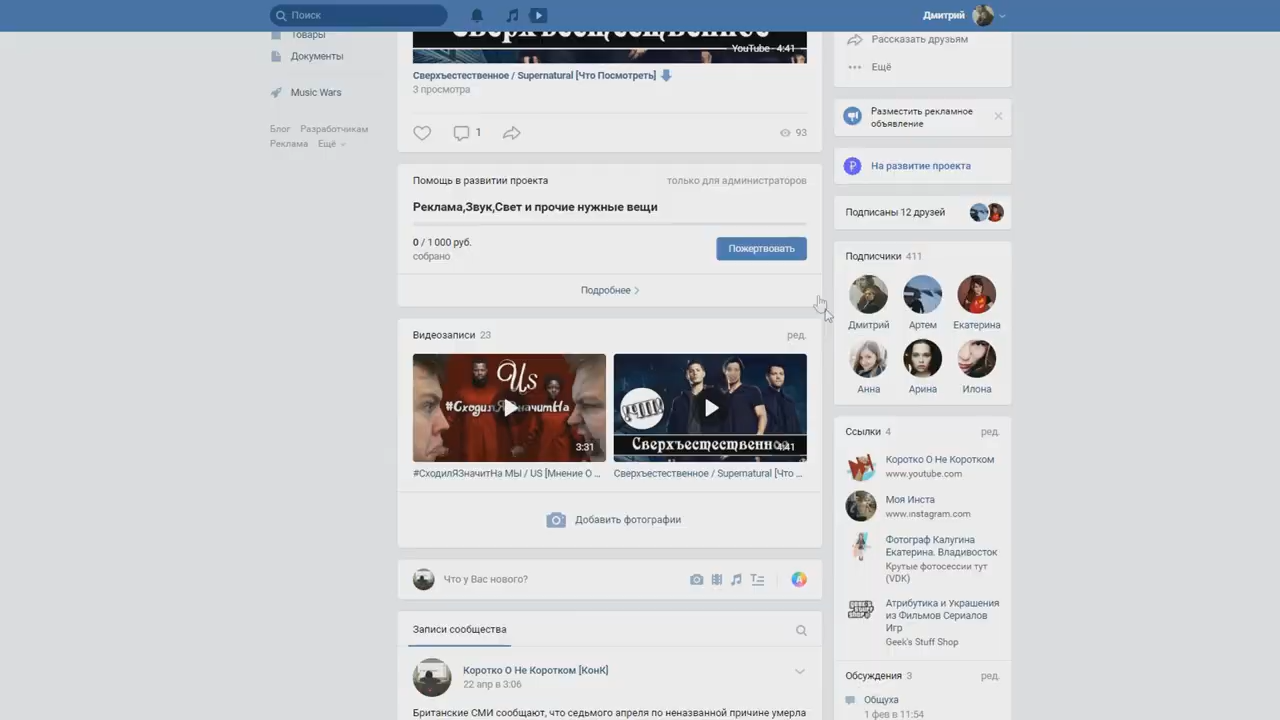 Поиск
Дмитрий
Товары
Документы
Music Wars
Блог Разработчикам
Реклама Ещё
Сверхъестественное
YouTube · 4:41
Сверхъестественное / Supernatural [Что Посмотреть]
3 просмотра
1
93
Помощь в развитии проекта
только для администраторов
Реклама,Звук,Свет и прочие нужные вещи
0 / 1 000 руб.
собрано
Пожертвовать
Подробнее
Видеозаписи 23
ред.
Us
#СходилЯЗначитНа
3:31
#СходилЯЗначитНа МЫ / US [Мнение О ...
ЧП
Сверхъестественное
4:41
Сверхъестественное / Supernatural [Что ...
Добавить фотографии
Что у Вас нового?
Записи сообщества
Коротко О Не Коротком [КонК]
22 апр в 3:06
Британские СМИ сообщают, что седьмого апреля по неназванной причине умерла
Рассказать друзьям
Ещё
Разместить рекламное
объявление
На развитие проекта
Подписаны 12 друзей
Подписчики 411
Дмитрий Артем Екатерина
Анна Арина Илона
Ссылки 4
ред.
Коротко О Не Коротком
www.youtube.com
Моя Инста
www.instagram.com
Фотограф Калугина
Екатерина. Владивосток
Крутые фотосессии тут
(VDK)
Атрибутика и Украшения
из Фильмов Сериалов
Игр
Geek's Stuff Shop
Обсуждения 3
ред.
Общуха
1 фев в 11:54